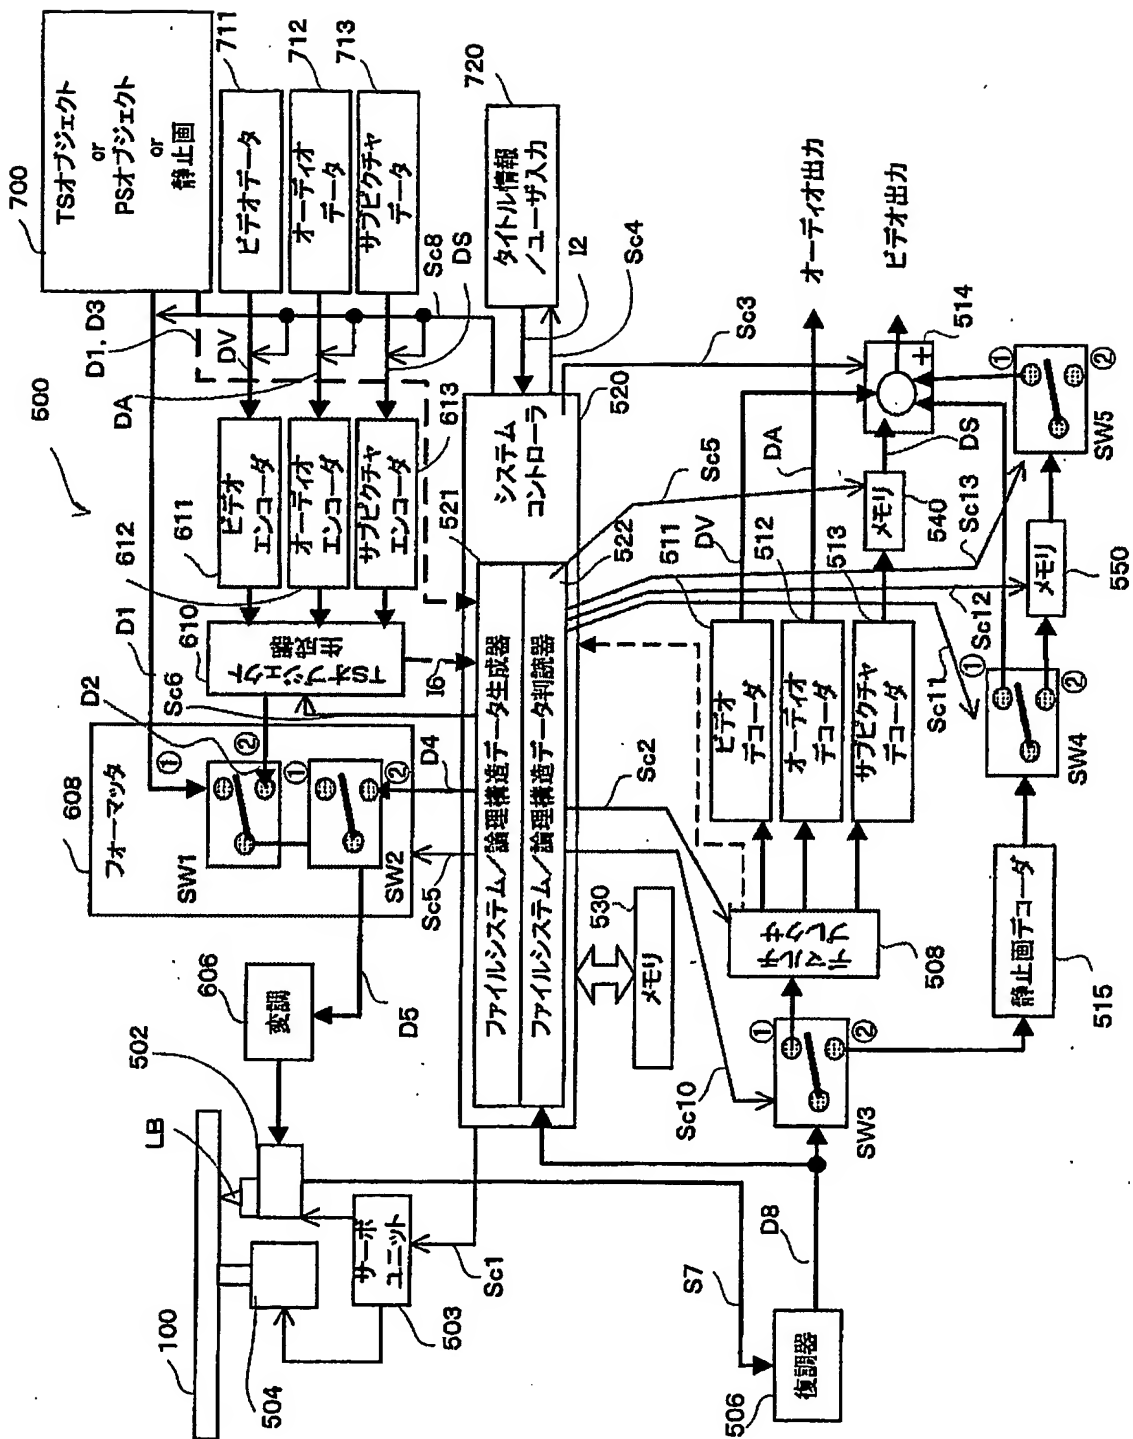 700
TSオブジェクト
or
PSオブジェクト
or
静止画
711
ビデオデータ
712
オーディオ
データ
713
サブピクチャ
データ
720
タイトル情報
/ユーザ入力
D1, D3
DV
DA
DS
Sc8
I2
Sc4
500
D1
612
611
ビデオ
エンコーダ
オーディオ
エンコーダ
サブピクチャ
エンコーダ
613
610
TSオブジェクト
生成器
Sc6
I6
D2
608
フォーマッタ
①
②
SW1
①
②
SW2
D4
Sc5
606
変調
D5
502
LB
100
504
サーボ
ユニット
503
Sc1
521
システム
コントローラ
520
ファイルシステム/論理構造データ生成器
ファイルシステム/論理構造データ判読器
522
530
メモリ
Sc2
Sc10
S7
D8
506
復調器
①
②
SW3
デマルチ
プレクサ
508
511
ビデオ
デコーダ
512
オーディオ
デコーダ
513
サブピクチャ
デコーダ
DV
DA
Sc5
Sc3
メモリ
540
DS
514
+
オーディオ出力
ビデオ出力
Sc11
Sc12
Sc13
静止画デコーダ
515
①
②
SW4
メモリ
550
①
②
SW5